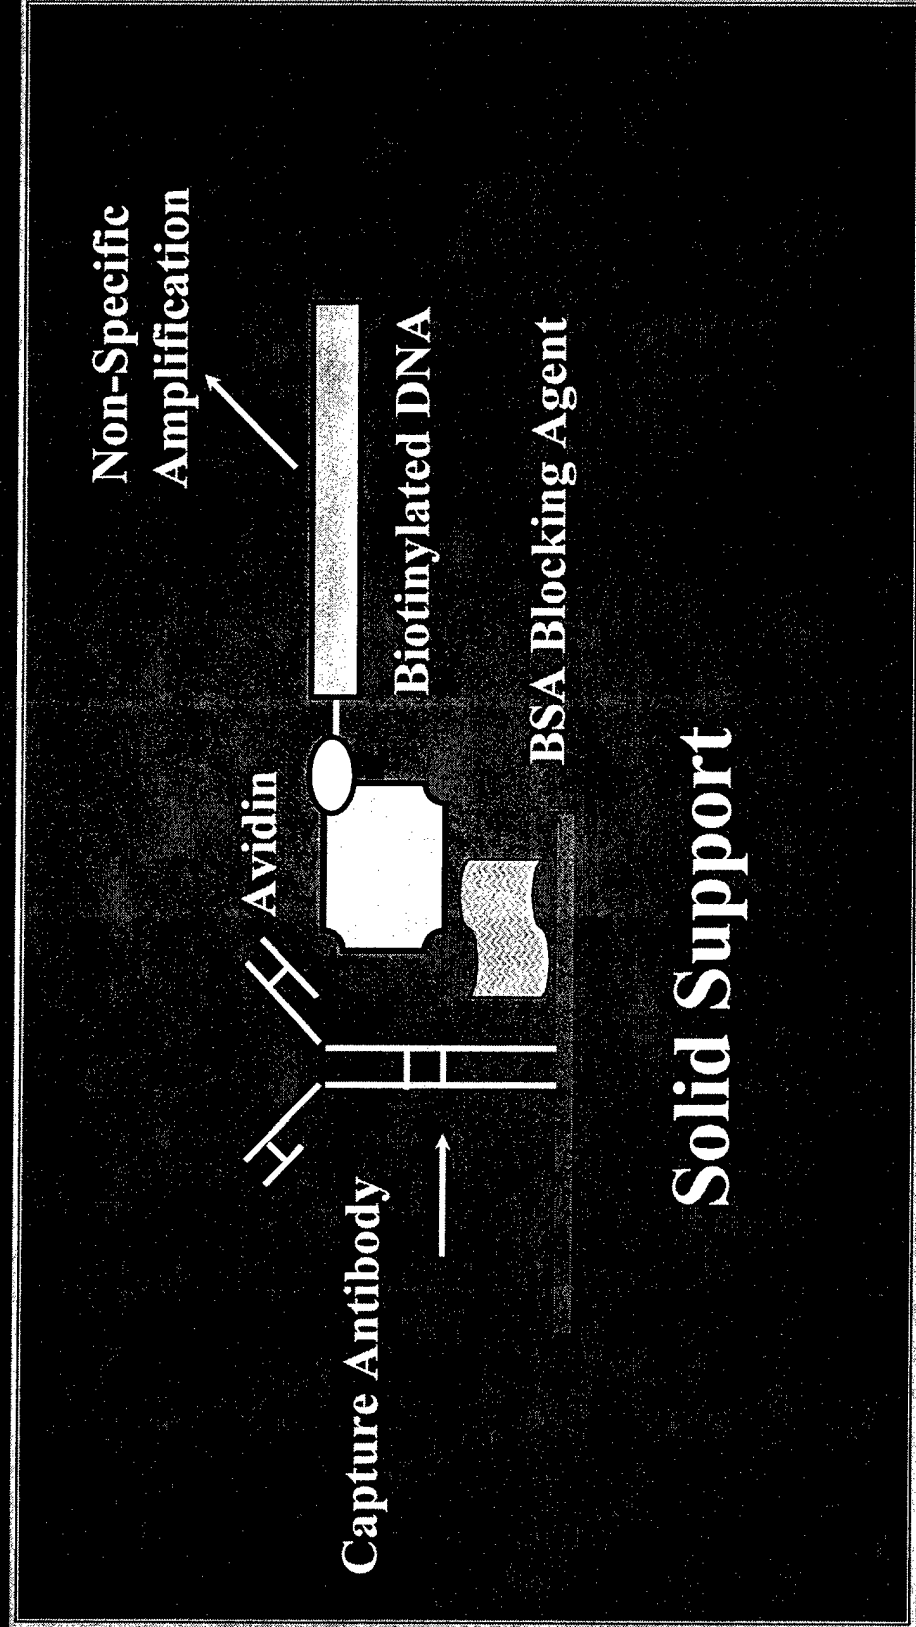 Non-Specific
Amplification
Avidin
Capture Antibody
Biotinylated DNA
BSA Blocking Agent
Solid Support